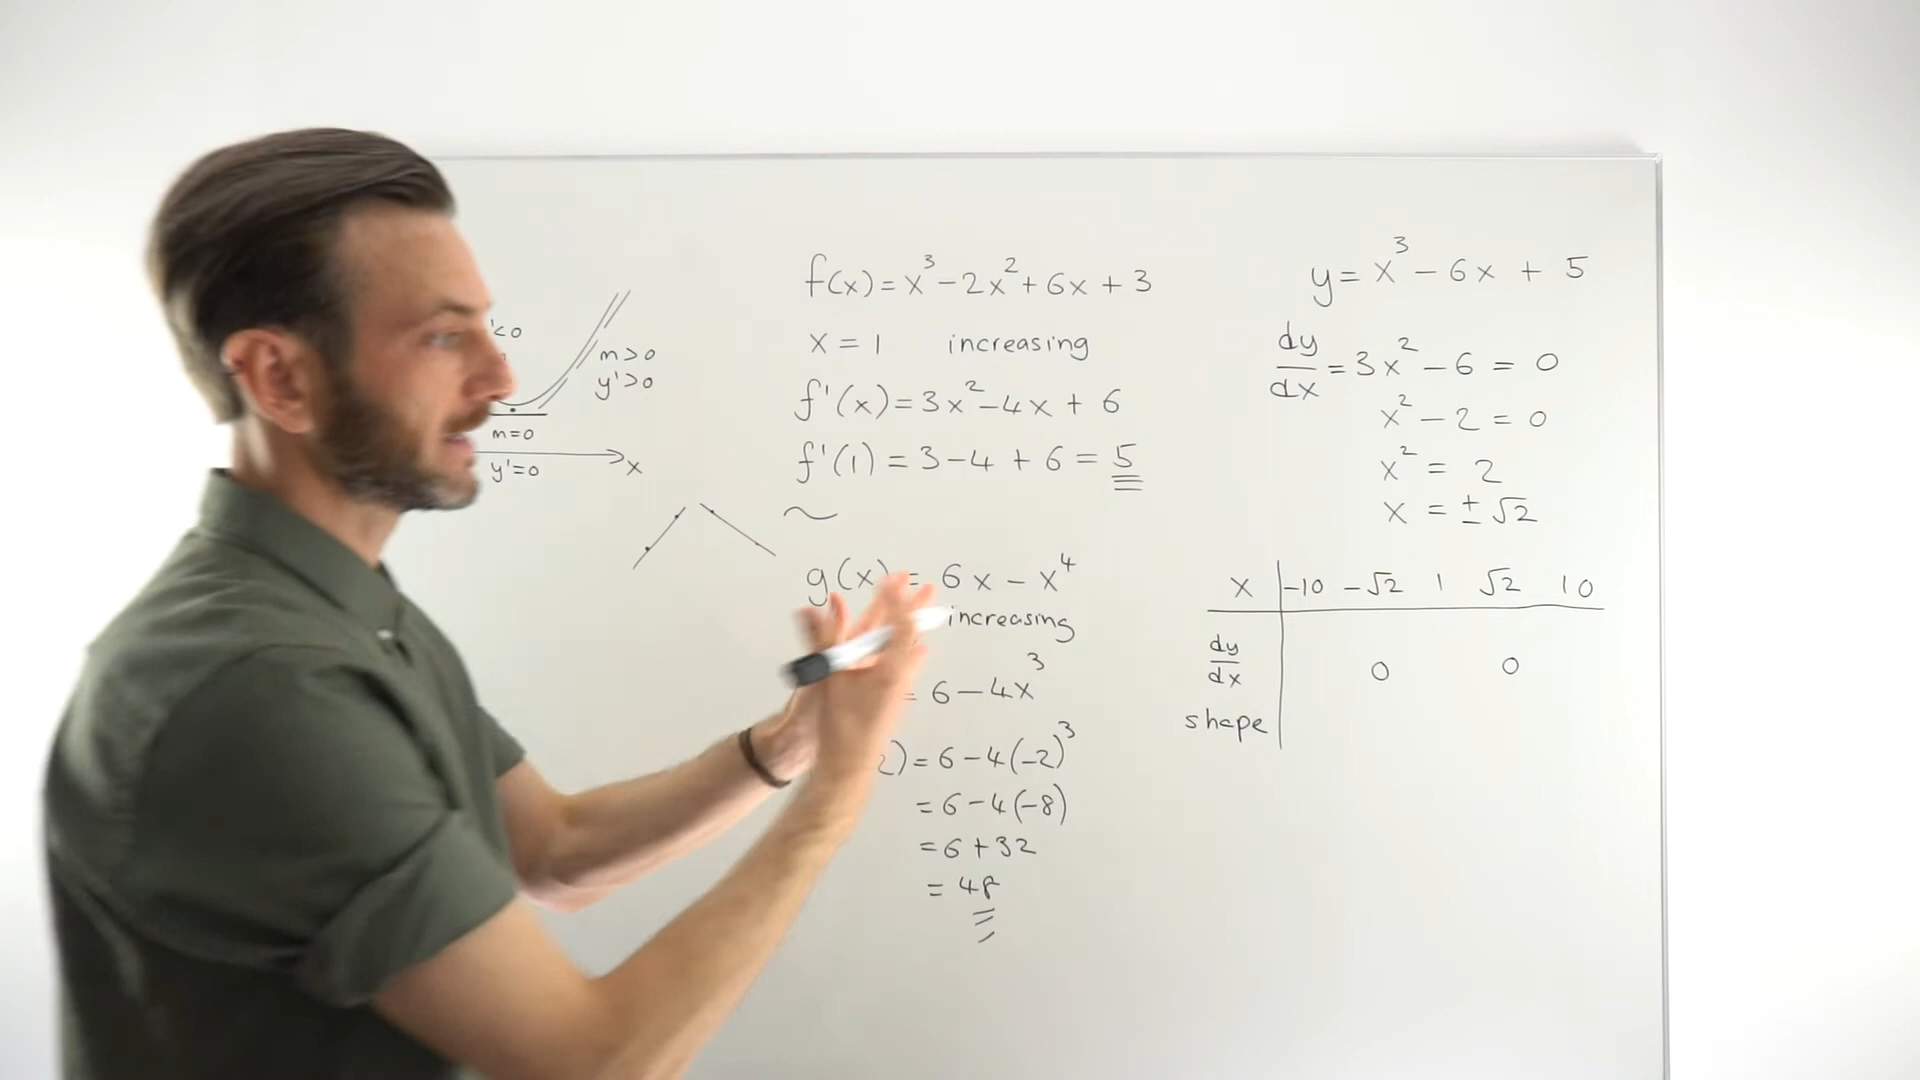 '<0
m>0
y'>0
m=0
y'=0
x
f(x)=x³-2x²+6x+3
x=1 increasing
f'(x)=3x²-4x+6
f'(1)=3-4+6=5
g(x)=6x-x⁴
increasing
=6-4x³
2)=6-4(-2)³
=6-4(-8)
=6+32
=48
y=x³-6x+5
dy/dx=3x²-6=0
x²-2=0
x²=2
x=±√2
x -10 -√2 1 √2 10
dy/dx 0 0
shape